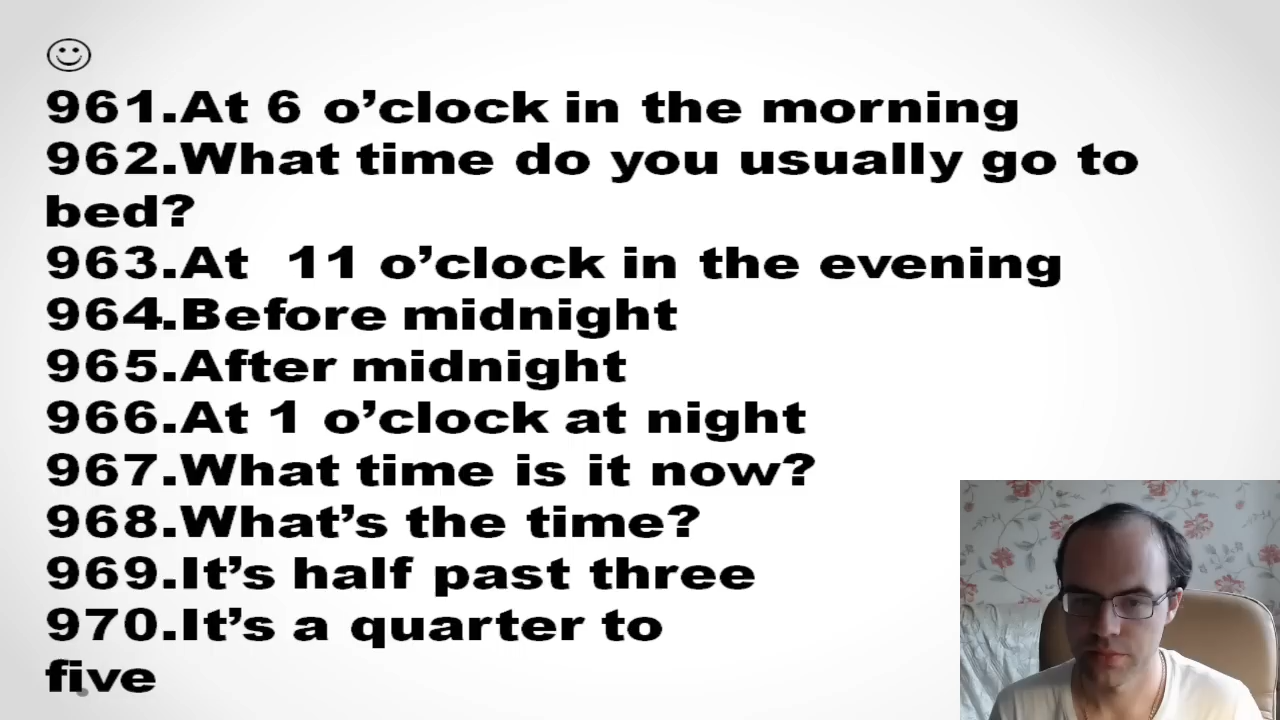 961.At 6 o’clock in the morning
962.What time do you usually go to
bed?
963.At  11 o’clock in the evening
964.Before midnight
965.After midnight
966.At 1 o’clock at night
967.What time is it now?
968.What’s the time?
969.It’s half past three
970.It’s a quarter to
five